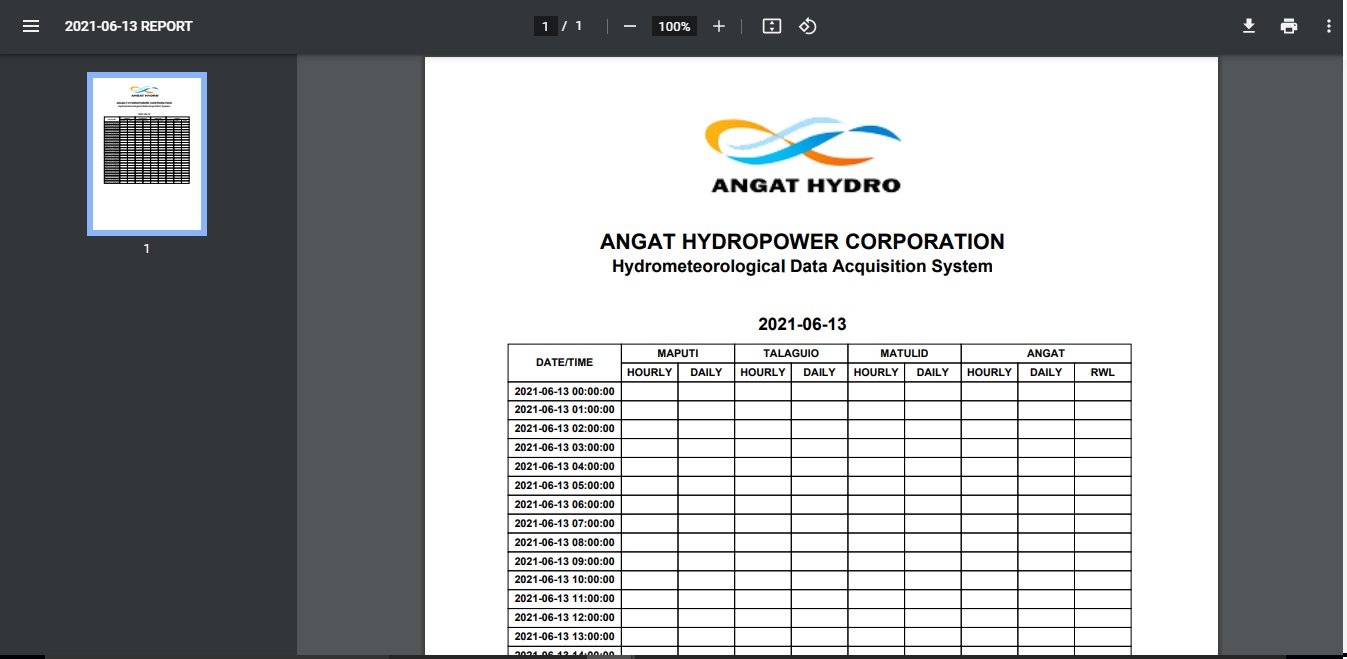 2021-06-13 REPORT
1 / 1
100%
1
ANGAT HYDRO
ANGAT HYDROPOWER CORPORATION
Hydrometeorological Data Acquisition System
2021-06-13
DATE/TIME MAPUTI TALAGUIO MATULID ANGAT
HOURLY DAILY HOURLY DAILY HOURLY DAILY HOURLY DAILY RWL
2021-06-13 00:00:00
2021-06-13 01:00:00
2021-06-13 02:00:00
2021-06-13 03:00:00
2021-06-13 04:00:00
2021-06-13 05:00:00
2021-06-13 06:00:00
2021-06-13 07:00:00
2021-06-13 08:00:00
2021-06-13 09:00:00
2021-06-13 10:00:00
2021-06-13 11:00:00
2021-06-13 12:00:00
2021-06-13 13:00:00
2021-06-13 14:00:00